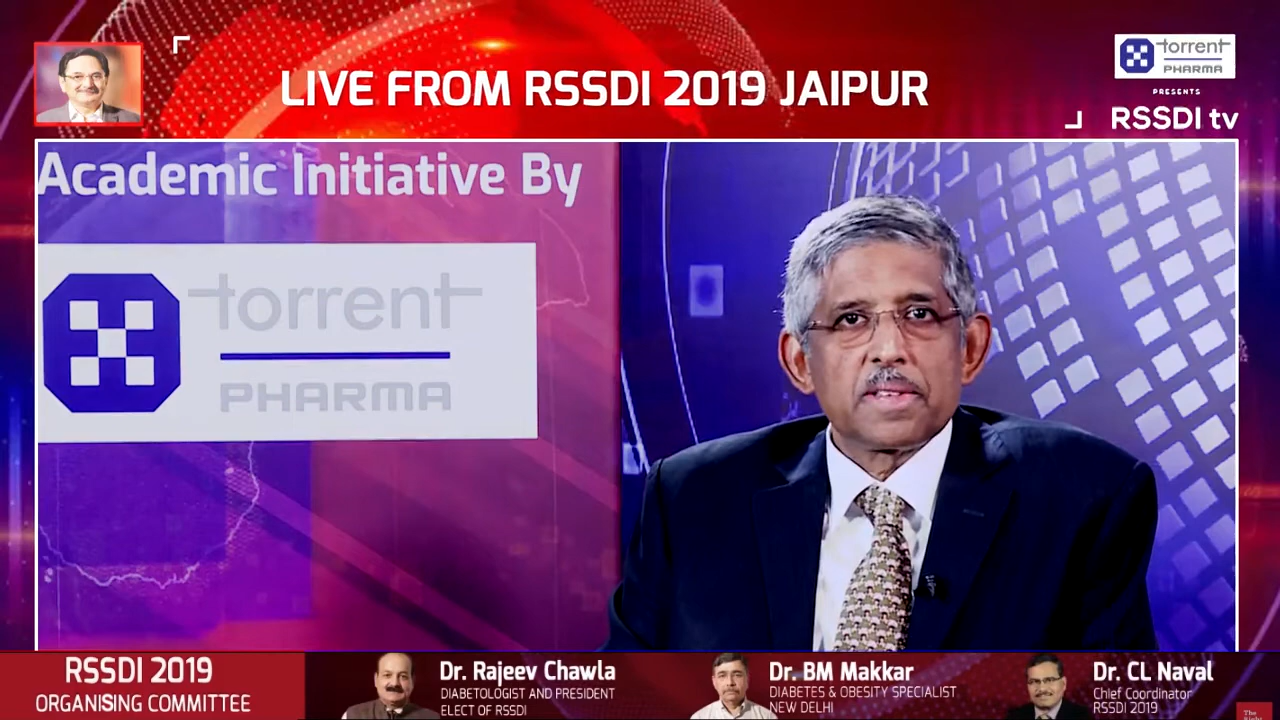 LIVE FROM RSSDI 2019 JAIPUR
torrent
PHARMA
PRESENTS
RSSDI tv
Academic Initiative By
torrent
PHARMA
RSSDI 2019
ORGANISING COMMITTEE
Dr. Rajeev Chawla
DIABETOLOGIST AND PRESIDENT
ELECT OF RSSDI
Dr. BM Makkar
DIABETES & OBESITY SPECIALIST
NEW DELHI
Dr. CL Naval
Chief Coordinator
RSSDI 2019
The